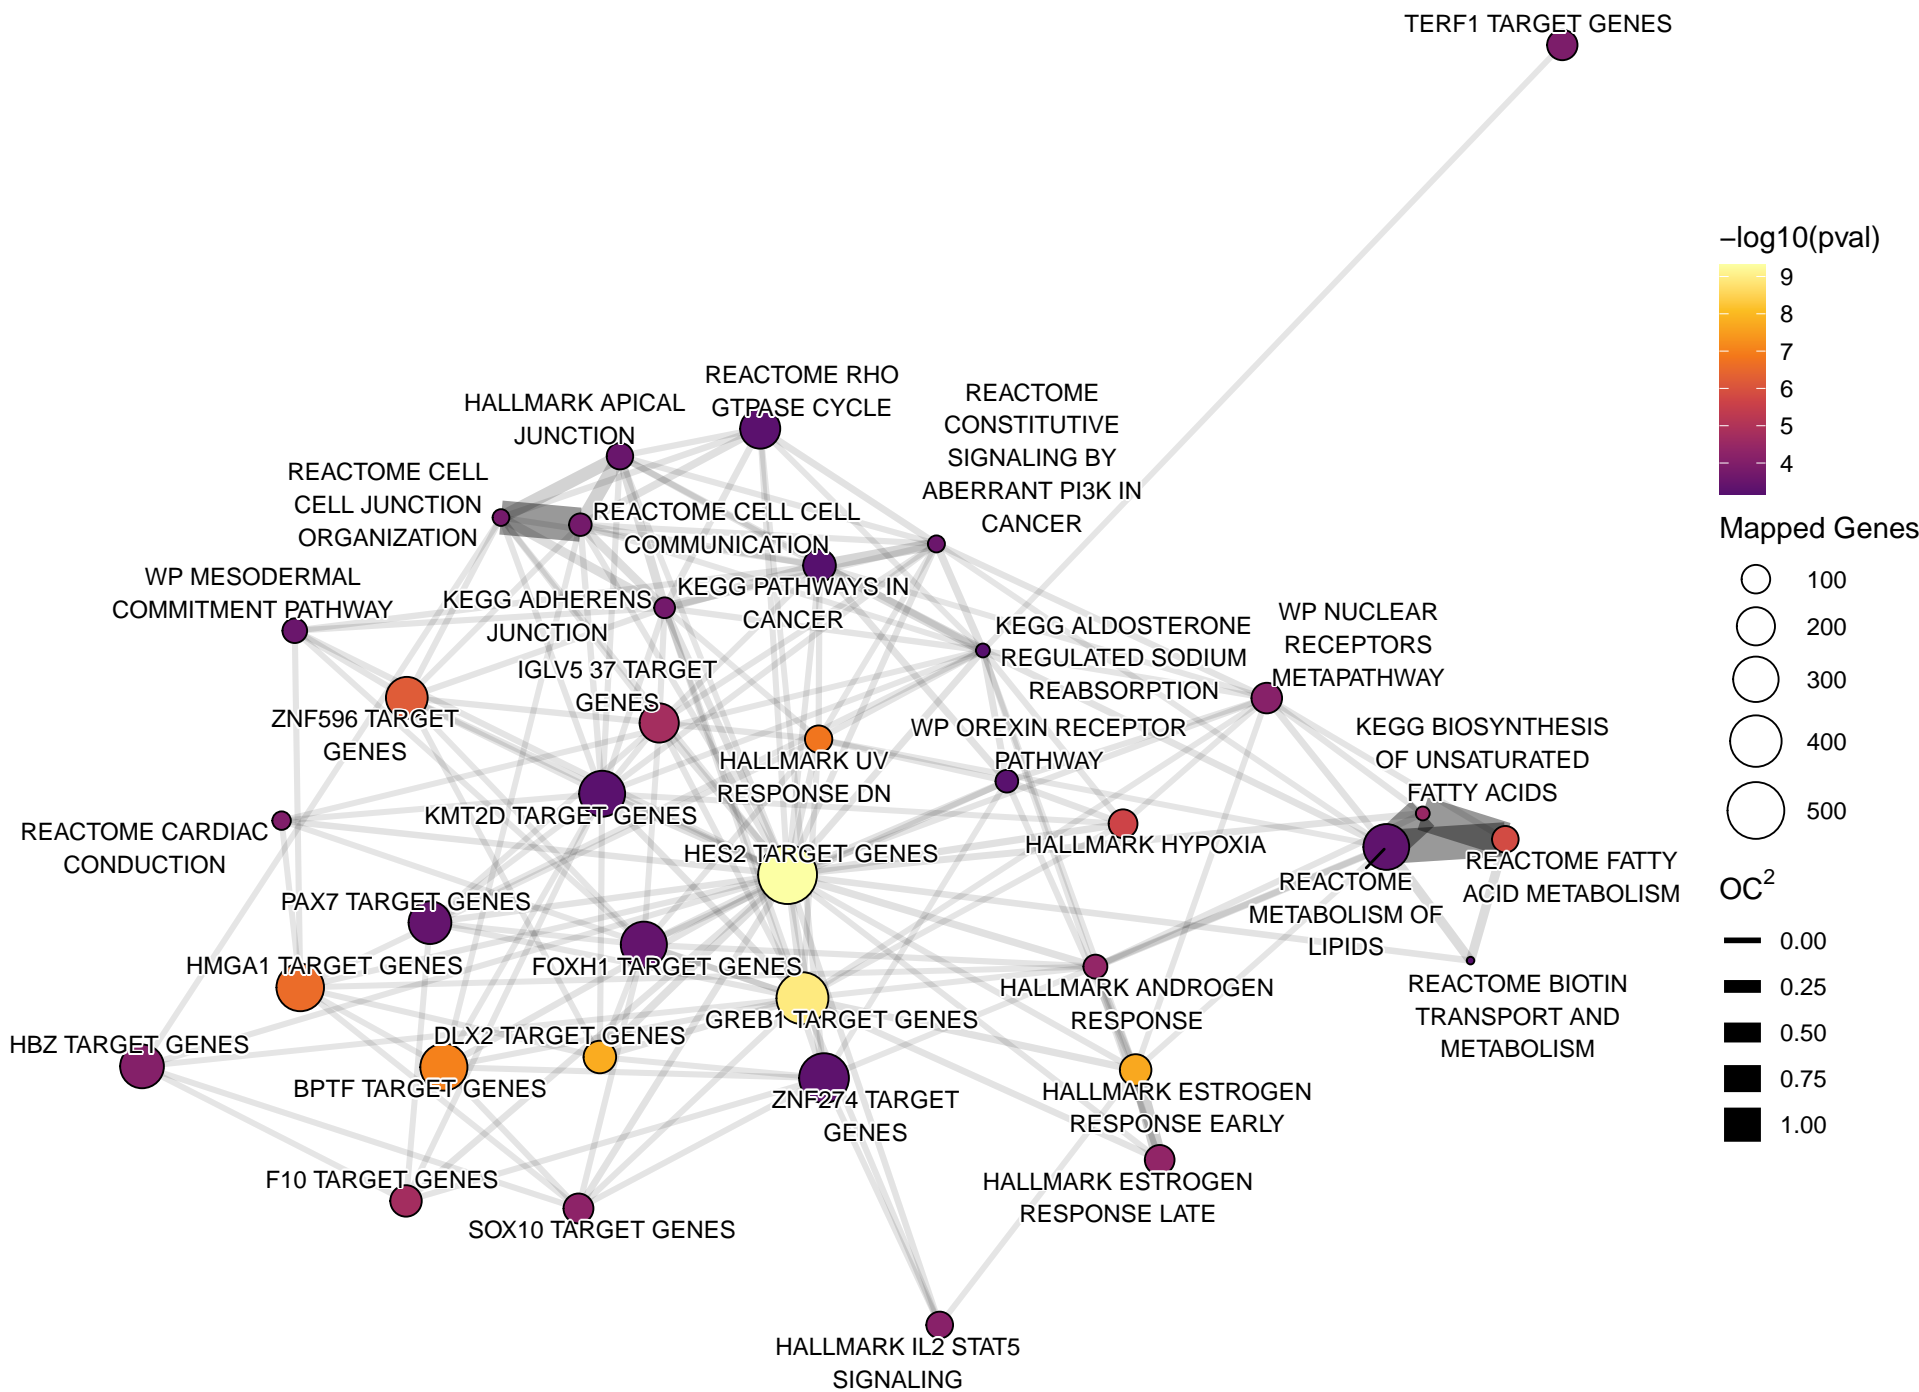 TERF1 TARGET GENES
REACTOME RHO
GTPASE CYCLE
HALLMARK APICAL
JUNCTION
REACTOME
CONSTITUTIVE
SIGNALING BY
ABERRANT PI3K IN
CANCER
REACTOME CELL
CELL JUNCTION
ORGANIZATION
REACTOME CELL CELL
COMMUNICATION
WP MESODERMAL
COMMITMENT PATHWAY
KEGG ADHERENS
JUNCTION
KEGG PATHWAYS IN
CANCER
KEGG ALDOSTERONE
REGULATED SODIUM
REABSORPTION
WP NUCLEAR
RECEPTORS
METAPATHWAY
IGLV5 37 TARGET
GENES
ZNF596 TARGET
GENES
HALLMARK UV
RESPONSE DN
WP OREXIN RECEPTOR
PATHWAY
KEGG BIOSYNTHESIS
OF UNSATURATED
FATTY ACIDS
KMT2D TARGET GENES
REACTOME CARDIAC
CONDUCTION
HES2 TARGET GENES
HALLMARK HYPOXIA
REACTOME FATTY
ACID METABOLISM
REACTOME
METABOLISM OF
LIPIDS
PAX7 TARGET GENES
HMGA1 TARGET GENES
FOXH1 TARGET GENES
HALLMARK ANDROGEN
RESPONSE
REACTOME BIOTIN
TRANSPORT AND
METABOLISM
GREB1 TARGET GENES
DLX2 TARGET GENES
HBZ TARGET GENES
BPTF TARGET GENES
ZNF274 TARGET
GENES
HALLMARK ESTROGEN
RESPONSE EARLY
F10 TARGET GENES
SOX10 TARGET GENES
HALLMARK ESTROGEN
RESPONSE LATE
HALLMARK IL2 STAT5
SIGNALING
−log10(pval)
9
8
7
6
5
4
Mapped Genes
100
200
300
400
500
OC²
0.00
0.25
0.50
0.75
1.00